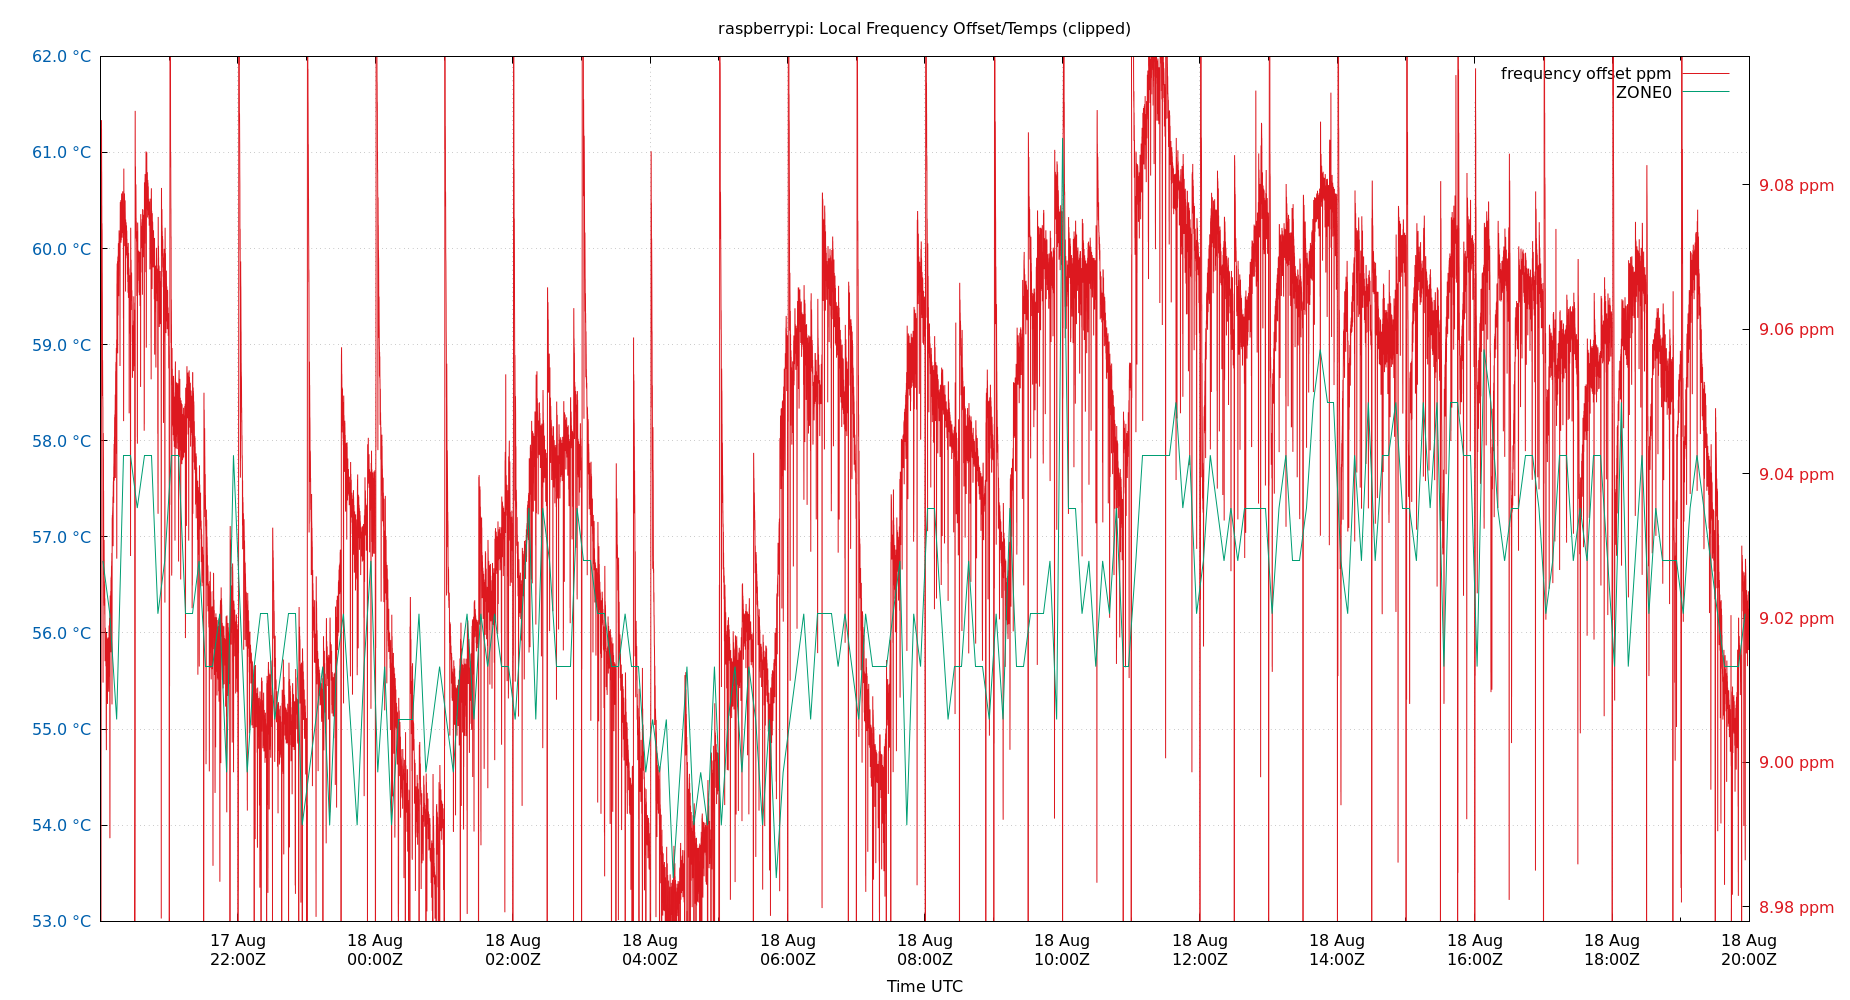 raspberrypi: Local Frequency Offset/Temps (clipped)
62.0 °C
61.0 °C
60.0 °C
59.0 °C
58.0 °C
57.0 °C
56.0 °C
55.0 °C
54.0 °C
53.0 °C
frequency offset ppm
ZONE0
9.08 ppm
9.06 ppm
9.04 ppm
9.02 ppm
9.00 ppm
8.98 ppm
17 Aug 18 Aug 18 Aug 18 Aug 18 Aug 18 Aug 18 Aug 18 Aug 18 Aug 18 Aug 18 Aug 18 Aug
22:00Z 00:00Z 02:00Z 04:00Z 06:00Z 08:00Z 10:00Z 12:00Z 14:00Z 16:00Z 18:00Z 20:00Z
Time UTC